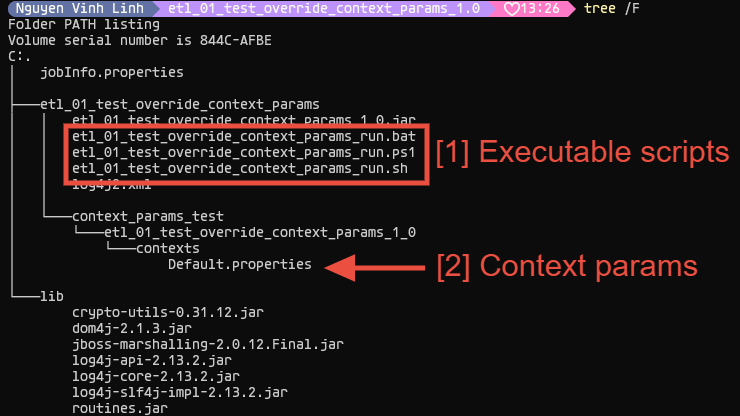 Nguyen Vinh Linh etl_01_test_override_context_params_1.0 ♡13:26 tree /F
Folder PATH listing
Volume serial number is 844C-AFBE
C:.
│   jobInfo.properties
│
├───etl_01_test_override_context_params
│   │   etl_01_test_override_context_params_1_0.jar
│   │   etl_01_test_override_context_params_run.bat
│   │   etl_01_test_override_context_params_run.ps1
│   │   etl_01_test_override_context_params_run.sh
│   │   log4j2.xml
[1] Executable scripts
│   │
│   └───context_params_test
│       └───etl_01_test_override_context_params_1_0
│           └───contexts
│                   Default.properties
[2] Context params
│
└───lib
        crypto-utils-0.31.12.jar
        dom4j-2.1.3.jar
        jboss-marshalling-2.0.12.Final.jar
        log4j-api-2.13.2.jar
        log4j-core-2.13.2.jar
        log4j-slf4j-impl-2.13.2.jar
        routines.jar